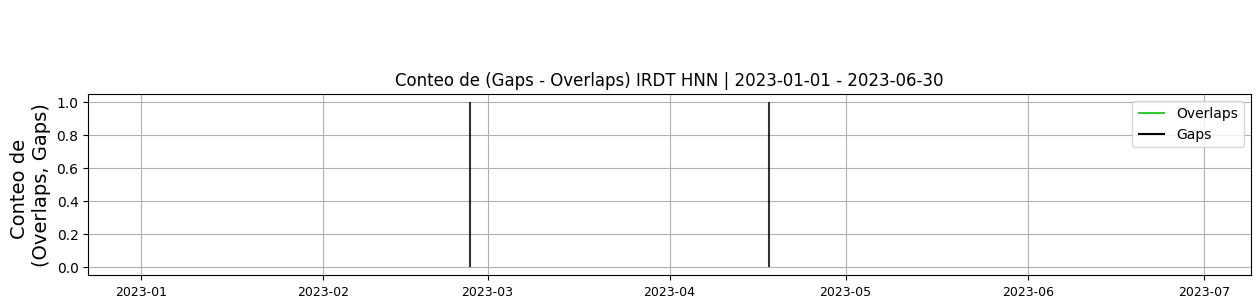 Conteo de (Gaps - Overlaps) IRDT HNN | 2023-01-01 - 2023-06-30
Conteo de
(Overlaps, Gaps)
1.0
0.8
0.6
0.4
0.2
0.0
Overlaps
Gaps
2023-01
2023-02
2023-03
2023-04
2023-05
2023-06
2023-07